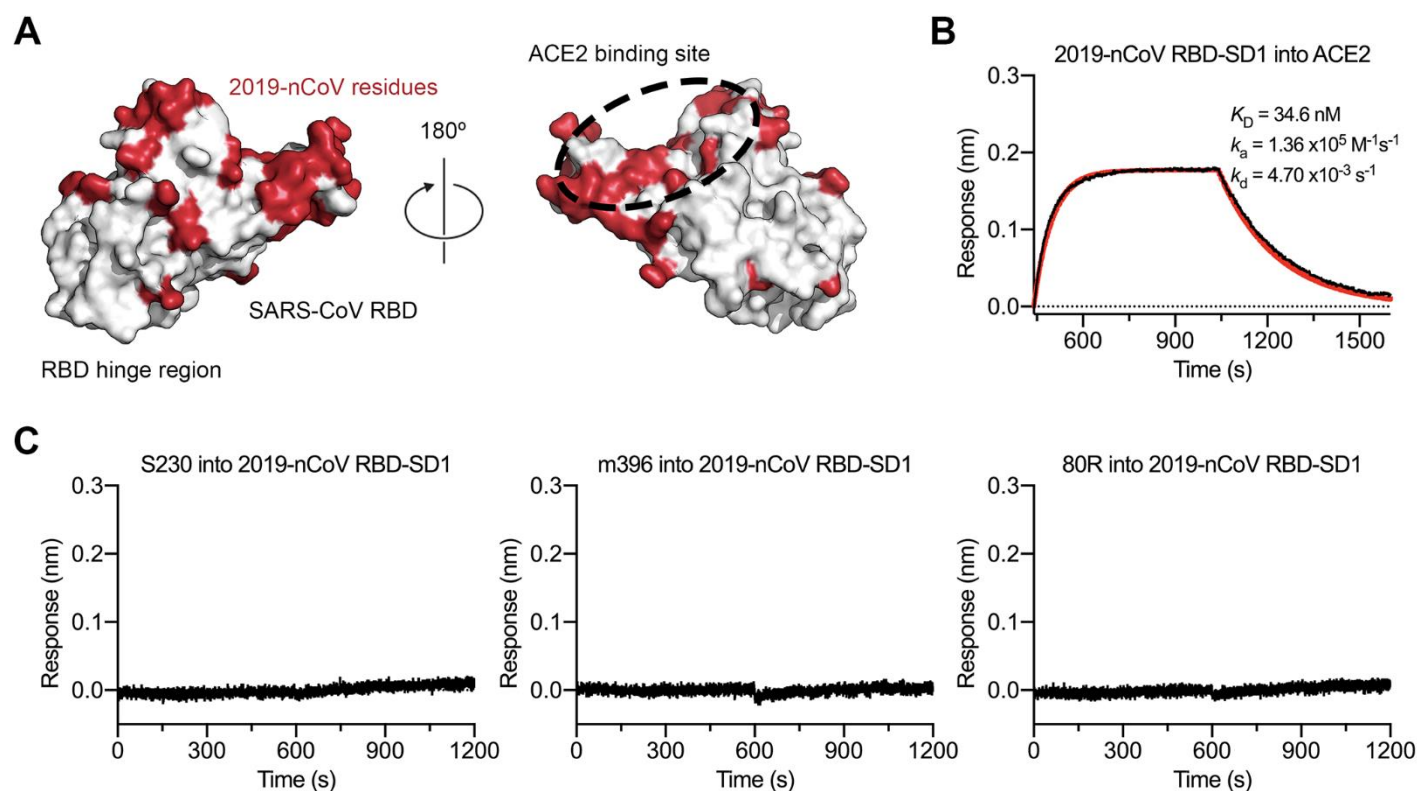 A
2019-nCoV residues
180º
SARS-CoV RBD
RBD hinge region
ACE2 binding site
B
2019-nCoV RBD-SD1 into ACE2
K_D = 34.6 nM
k_a = 1.36 x10⁵ M⁻¹s⁻¹
k_d = 4.70 x10⁻³ s⁻¹
Response (nm)
0.3
0.2
0.1
0.0
600 900 1200 1500
Time (s)
C
S230 into 2019-nCoV RBD-SD1
Response (nm)
0.3
0.2
0.1
0.0
0 300 600 900 1200
Time (s)
m396 into 2019-nCoV RBD-SD1
Response (nm)
0.3
0.2
0.1
0.0
0 300 600 900 1200
Time (s)
80R into 2019-nCoV RBD-SD1
Response (nm)
0.3
0.2
0.1
0.0
0 300 600 900 1200
Time (s)